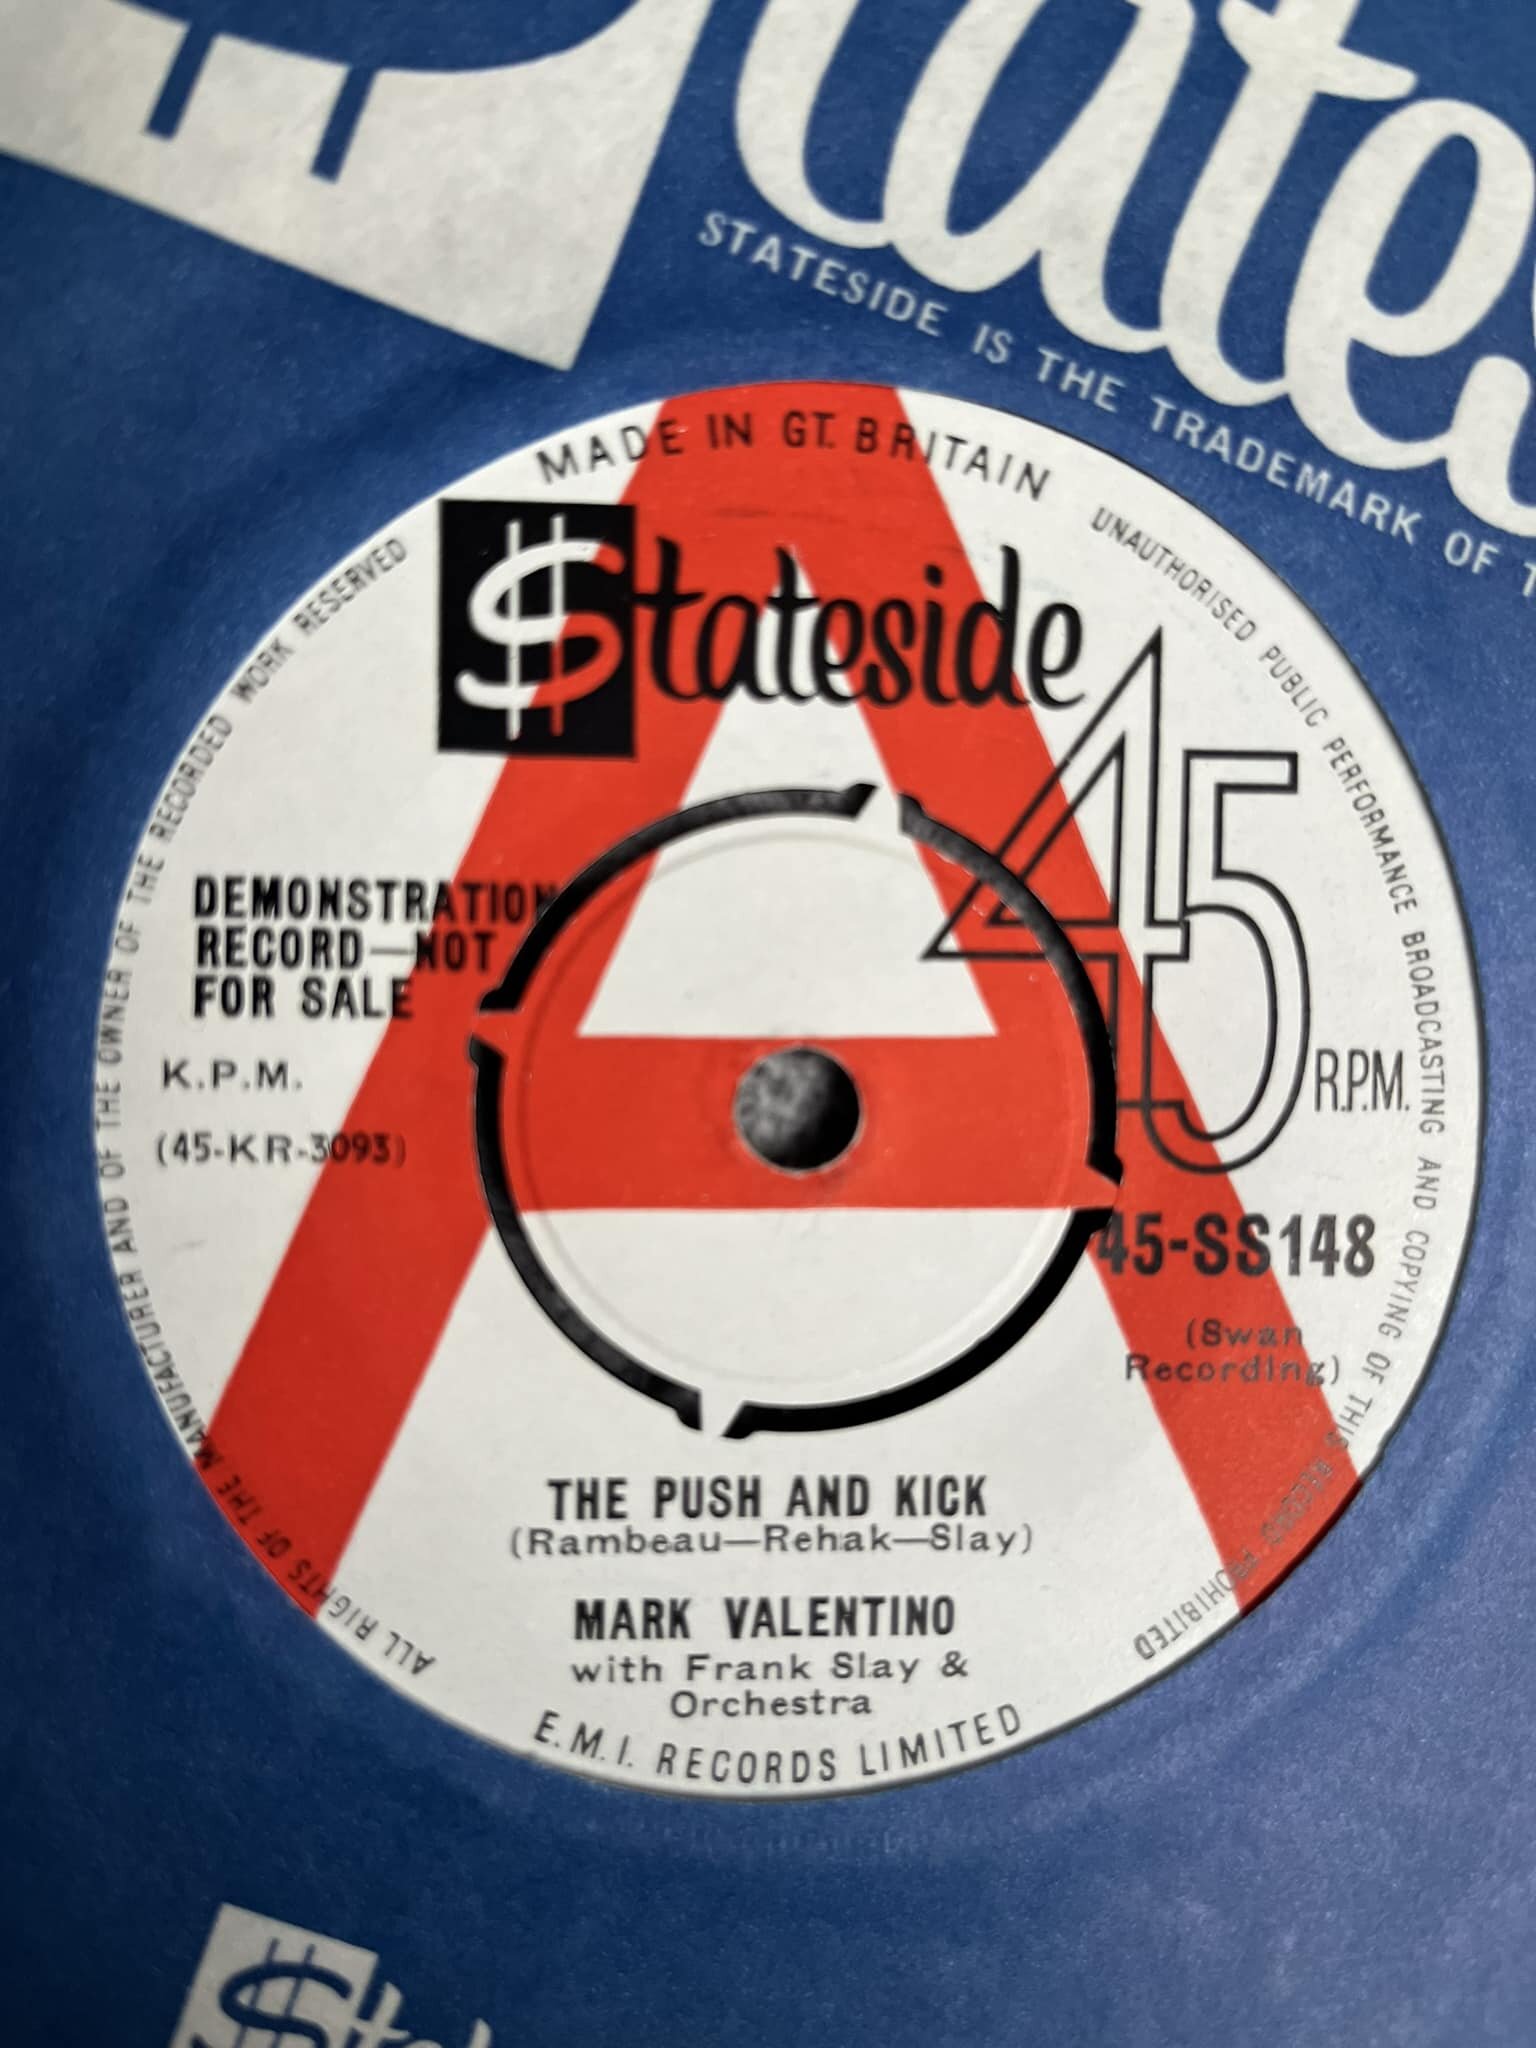 States
STATESIDE IS THE TRADEMARK OF
MADE IN GT. BRITAIN
Stateside
45
R.P.M.
DEMONSTRATION
RECORD—NOT
FOR SALE
K.P.M.
(45-KR-3093)
45-SS148
(Swan
Recording)
THE PUSH AND KICK
(Rambeau—Rehak—Slay)
MARK VALENTINO
with Frank Slay &
Orchestra
E.M.I. RECORDS LIMITED
ALL RIGHTS OF THE MANUFACTURER AND OF THE OWNER OF THE RECORDED WORK RESERVED
UNAUTHORISED PUBLIC PERFORMANCE BROADCASTING AND COPYING OF THIS RECORD PROHIBITED